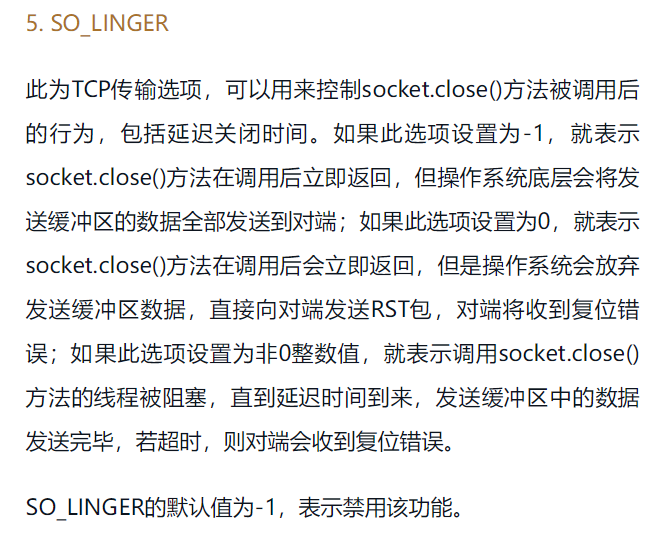 5. SO_LINGER
此为TCP传输选项，可以用来控制socket.close()方法被调用后
的行为，包括延迟关闭时间。如果此选项设置为-1，就表示
socket.close()方法在调用后立即返回，但操作系统底层会将发
送缓冲区的数据全部发送到对端；如果此选项设置为0，就表示
socket.close()方法在调用后会立即返回，但是操作系统会放弃
发送缓冲区数据，直接向对端发送RST包，对端将收到复位错
误；如果此选项设置为非0整数值，就表示调用socket.close()
方法的线程被阻塞，直到延迟时间到来，发送缓冲区中的数据
发送完毕，若超时，则对端会收到复位错误。
SO_LINGER的默认值为-1，表示禁用该功能。